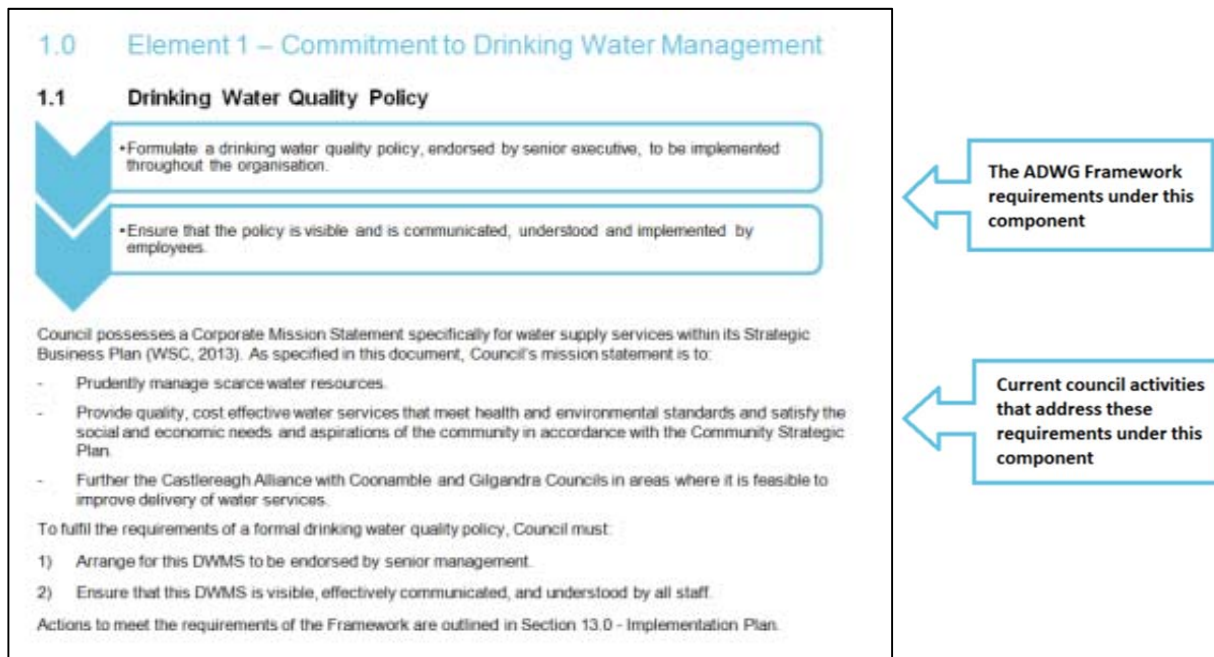 1.0 Element 1 – Commitment to Drinking Water Management
1.1 Drinking Water Quality Policy
•Formulate a drinking water quality policy, endorsed by senior executive, to be implemented
throughout the organisation.
•Ensure that the policy is visible and is communicated, understood and implemented by
employees.
The ADWG Framework
requirements under this
component
Council possesses a Corporate Mission Statement specifically for water supply services within its Strategic
Business Plan (WSC, 2013). As specified in this document, Council's mission statement is to:
- Prudently manage scarce water resources.
- Provide quality, cost effective water services that meet health and environmental standards and satisfy the
social and economic needs and aspirations of the community in accordance with the Community Strategic
Plan.
- Further the Castlereagh Alliance with Coonamble and Gilgandra Councils in areas where it is feasible to
improve delivery of water services.
Current council activities
that address these
requirements under this
component
To fulfil the requirements of a formal drinking water quality policy, Council must:
1) Arrange for this DWMS to be endorsed by senior management.
2) Ensure that this DWMS is visible, effectively communicated, and understood by all staff.
Actions to meet the requirements of the Framework are outlined in Section 13.0 - Implementation Plan.